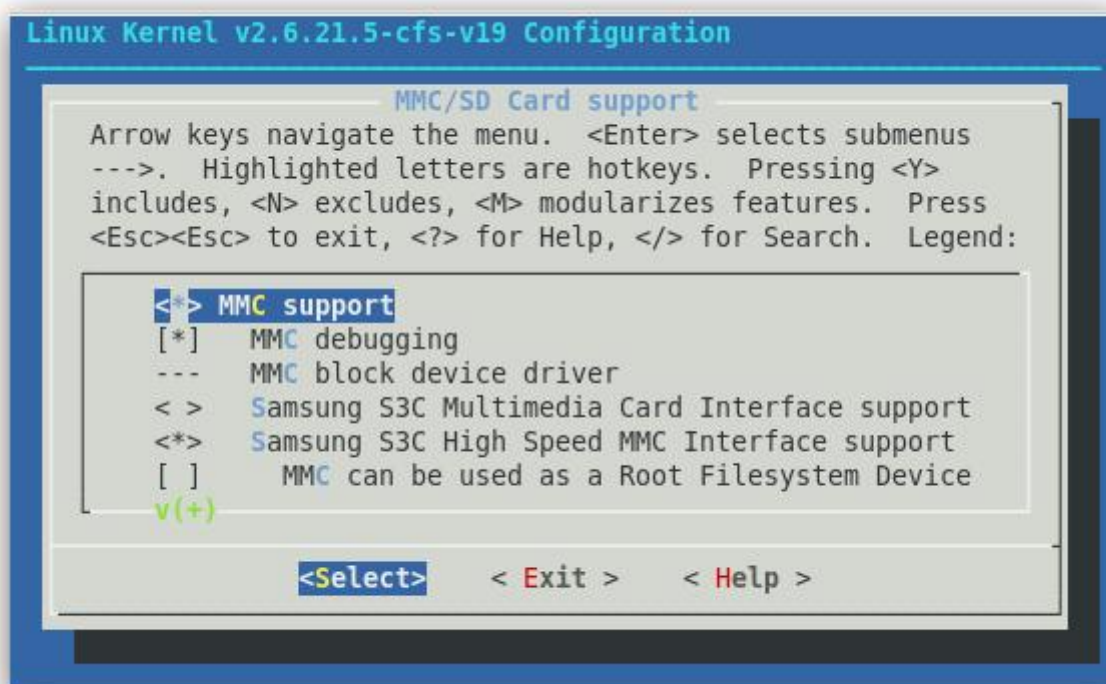 Linux Kernel v2.6.21.5-cfs-v19 Configuration
MMC/SD Card support
Arrow keys navigate the menu.  <Enter> selects submenus
--->.  Highlighted letters are hotkeys.  Pressing <Y>
includes, <N> excludes, <M> modularizes features.  Press
<Esc><Esc> to exit, <?> for Help, </> for Search.  Legend:
<*> MMC support
[*]   MMC debugging
---   MMC block device driver
< >   Samsung S3C Multimedia Card Interface support
<*>   Samsung S3C High Speed MMC Interface support
[ ]     MMC can be used as a Root Filesystem Device
v(+)
<Select>    < Exit >    < Help >